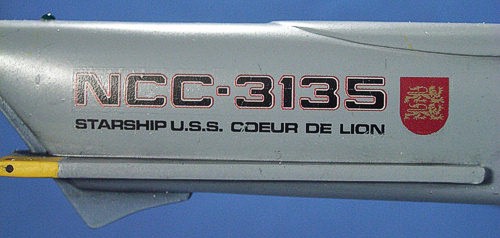 NCC-3135
STARSHIP U.S.S. COEUR DE LION